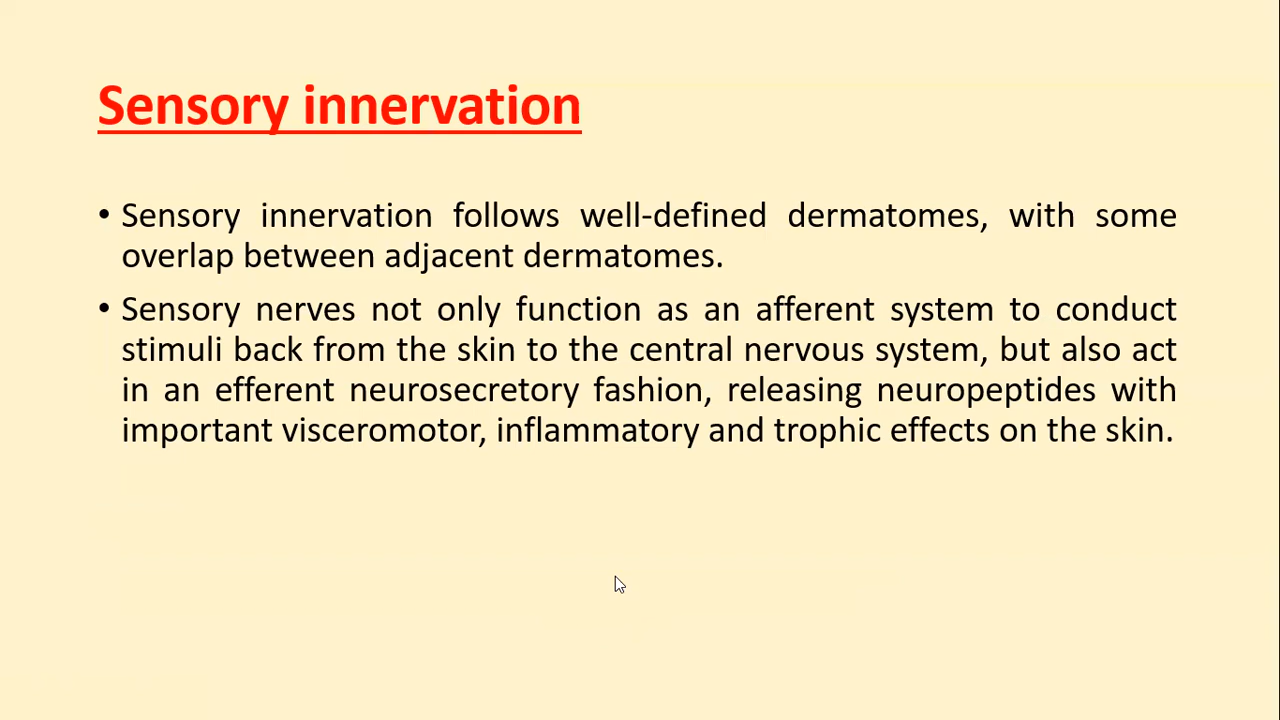 Sensory innervation
• Sensory innervation follows well-defined dermatomes, with some
overlap between adjacent dermatomes.
• Sensory nerves not only function as an afferent system to conduct
stimuli back from the skin to the central nervous system, but also act
in an efferent neurosecretory fashion, releasing neuropeptides with
important visceromotor, inflammatory and trophic effects on the skin.